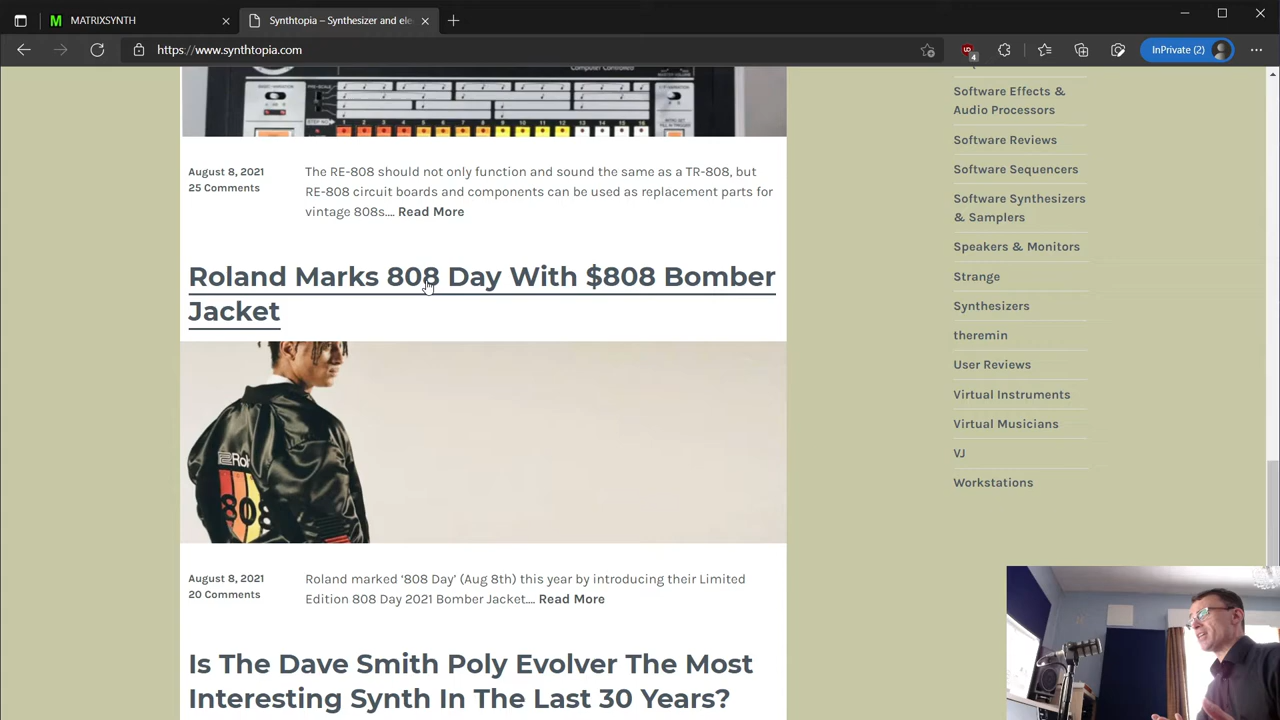 MATRIXSYNTH
Synthtopia – Synthesizer and ele
https://www.synthtopia.com
4
InPrivate (2)
Computer Controlled
Software Effects &
Audio Processors
Software Reviews
Software Sequencers
Software Synthesizers
& Samplers
Speakers & Monitors
Strange
Synthesizers
theremin
User Reviews
Virtual Instruments
Virtual Musicians
VJ
Workstations
August 8, 2021
25 Comments
The RE-808 should not only function and sound the same as a TR-808, but
RE-808 circuit boards and components can be used as replacement parts for
vintage 808s.... Read More
Roland Marks 808 Day With $808 Bomber
Jacket
Rol
808
August 8, 2021
20 Comments
Roland marked ‘808 Day’ (Aug 8th) this year by introducing their Limited
Edition 808 Day 2021 Bomber Jacket.... Read More
Is The Dave Smith Poly Evolver The Most
Interesting Synth In The Last 30 Years?